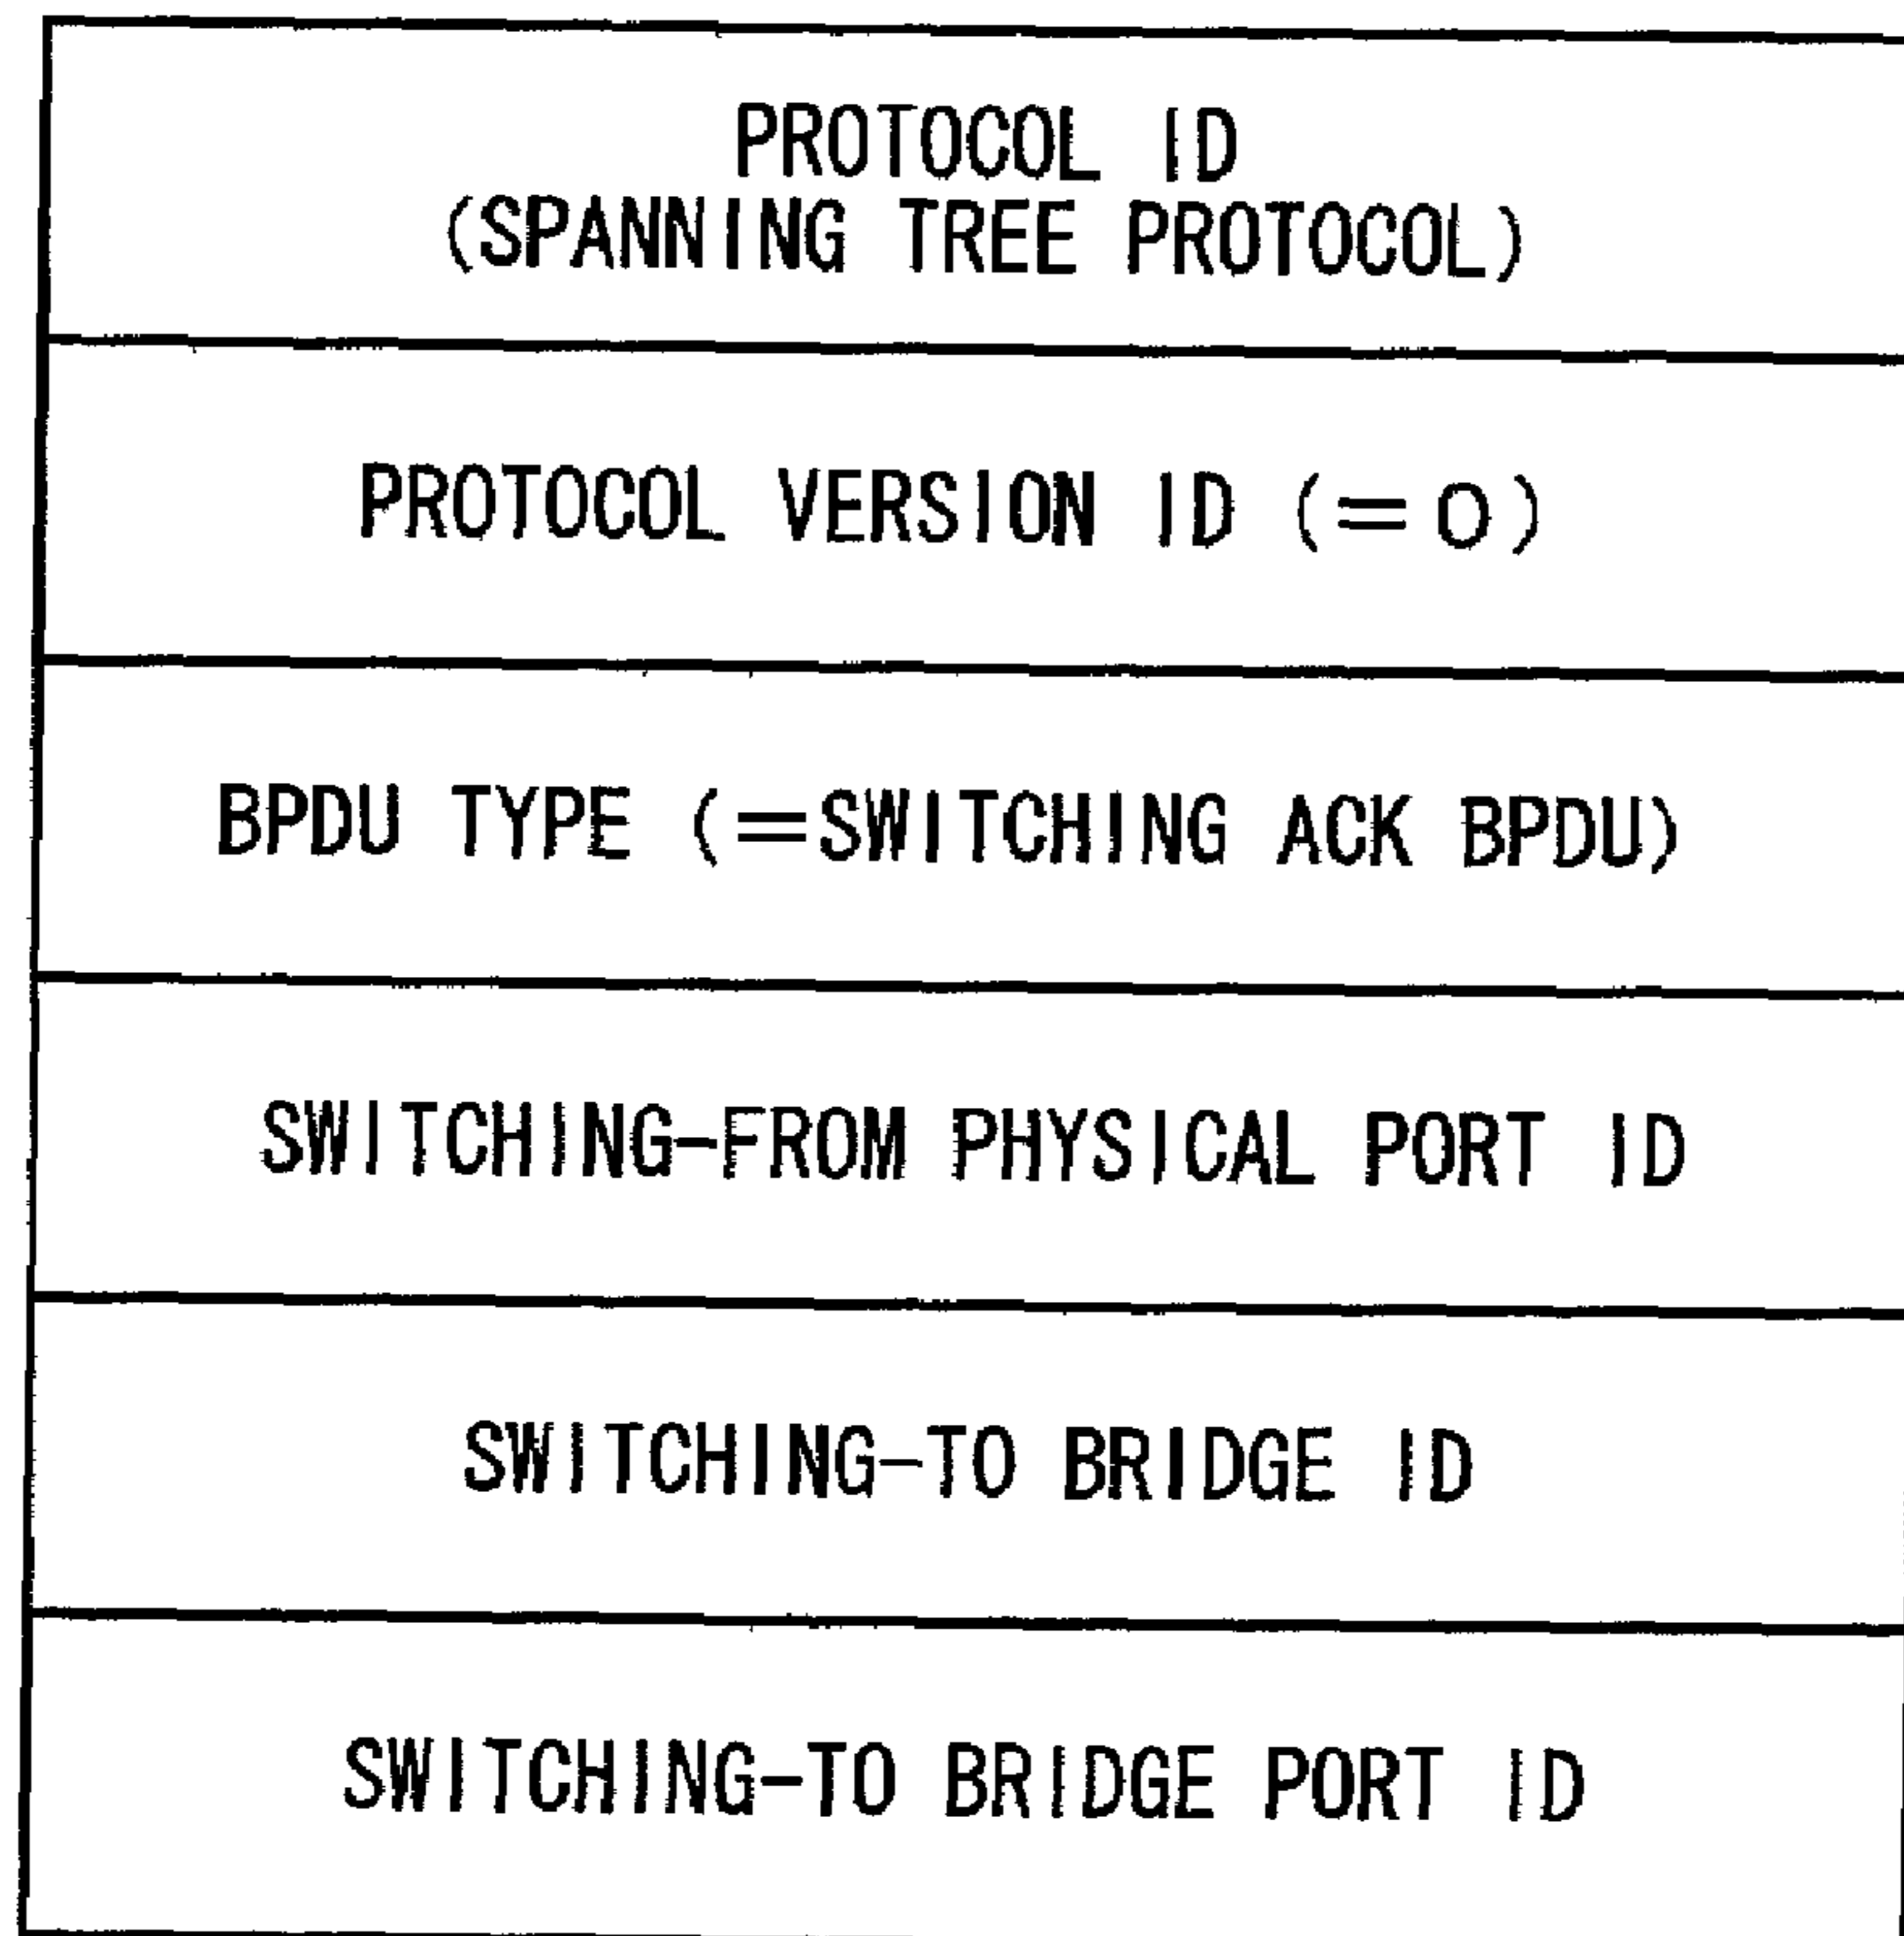 PROTOCOL ID
(SPANNING TREE PROTOCOL)
PROTOCOL VERSION ID (=0)
BPDU TYPE (=SWITCHING ACK BPDU)
SWITCHING-FROM PHYSICAL PORT ID
SWITCHING-TO BRIDGE ID
SWITCHING-TO BRIDGE PORT ID